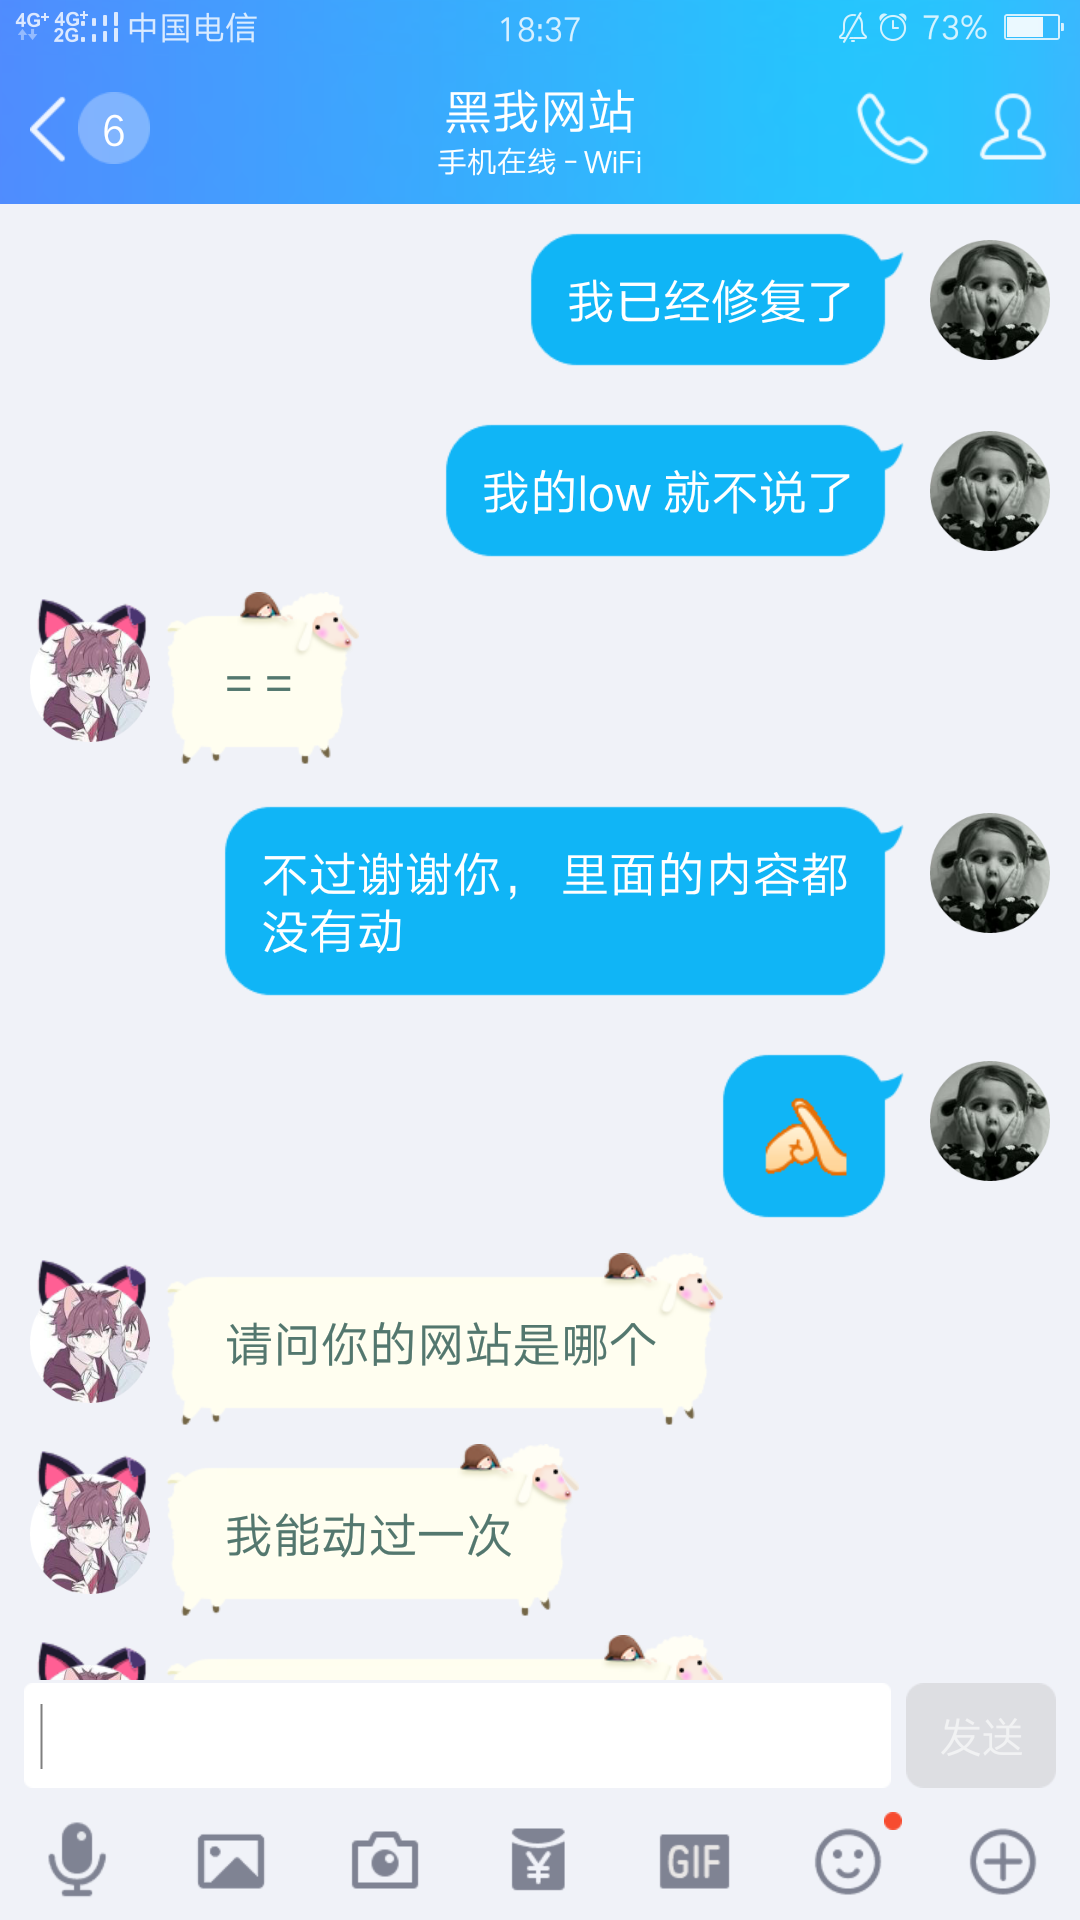 4G+ 4G+ 2G 中国电信 18:37 73%
6
黑我网站
手机在线 - WiFi
我已经修复了
我的low 就不说了
= =
不过谢谢你， 里面的内容都
没有动
请问你的网站是哪个
我能动过一次
发送
¥
GIF